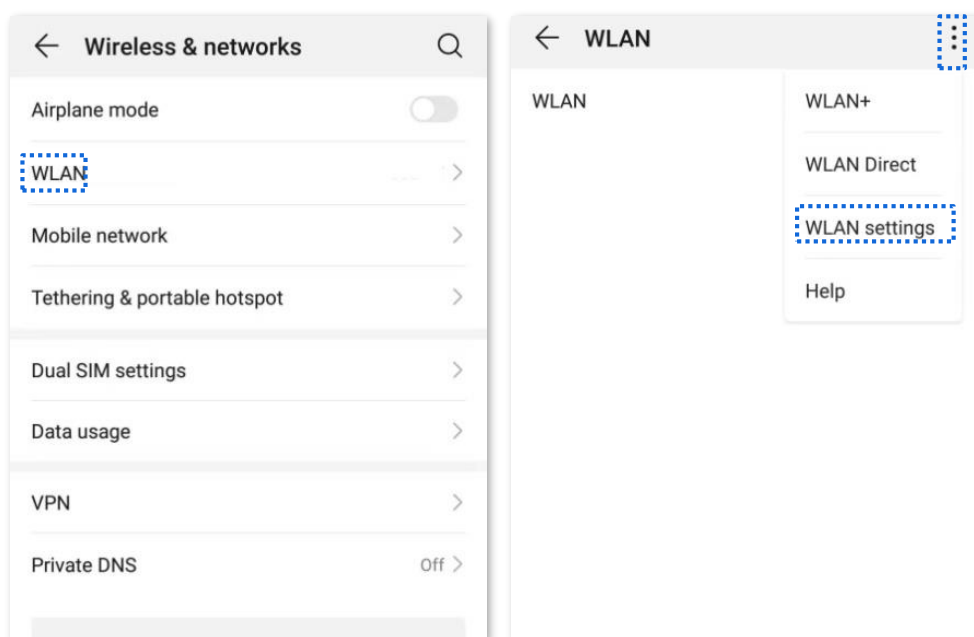 Wireless & networks
Airplane mode
WLAN
Mobile network
Tethering & portable hotspot
Dual SIM settings
Data usage
VPN
Private DNS
Off
WLAN
WLAN
WLAN+
WLAN Direct
WLAN settings
Help